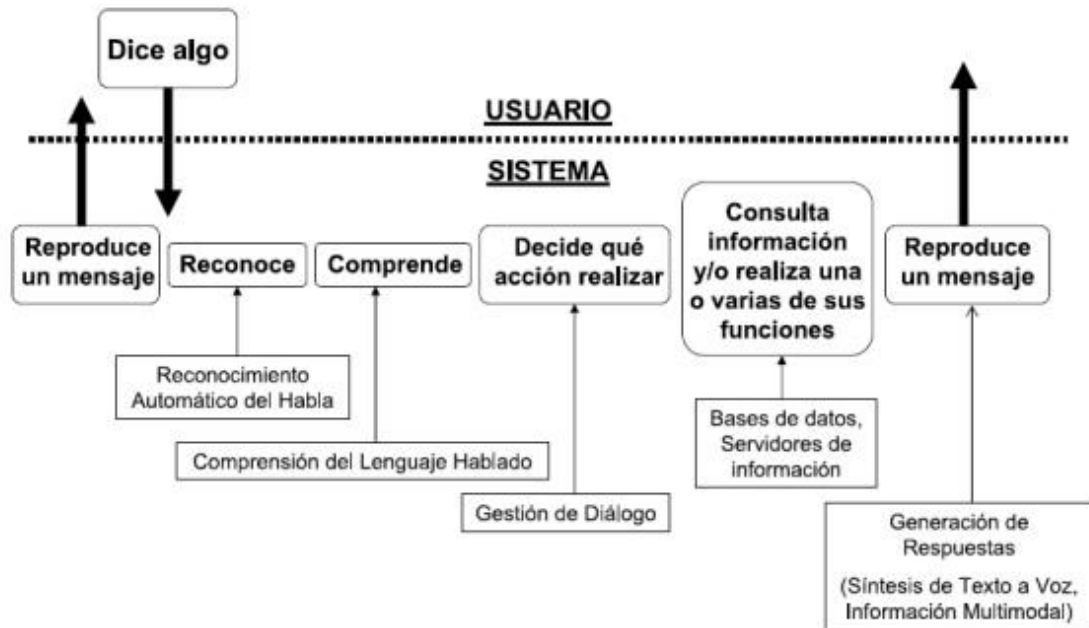 Dice algo
USUARIO
SISTEMA
Reproduce
un mensaje
Reconoce
Comprende
Decide qué
acción realizar
Consulta
información
y/o realiza una
o varias de sus
funciones
Reproduce
un mensaje
Reconocimiento
Automático del Habla
Comprensión del Lenguaje Hablado
Gestión de Diálogo
Bases de datos,
Servidores de
información
Generación de
Respuestas
(Síntesis de Texto a Voz,
Información Multimodal)